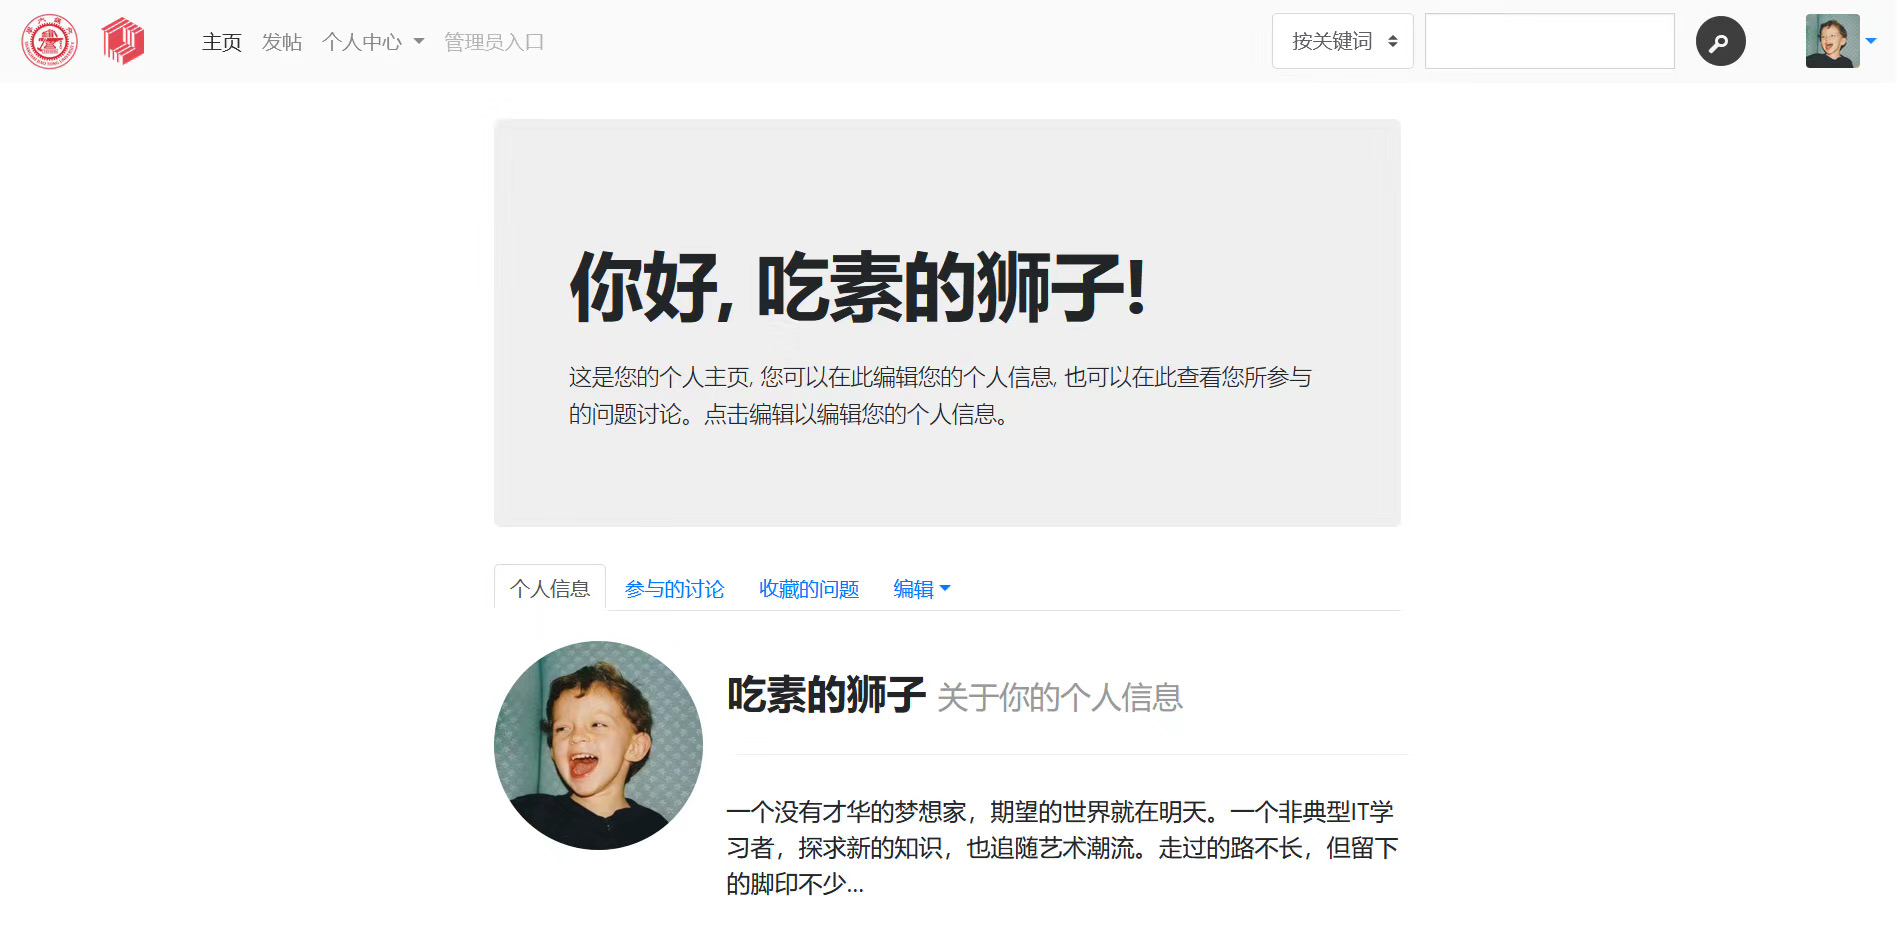 主页 发帖 个人中心 管理员入口 按关键词
你好, 吃素的狮子!
这是您的个人主页, 您可以在此编辑您的个人信息, 也可以在此查看您所参与
的问题讨论。点击编辑以编辑您的个人信息。
个人信息 参与的讨论 收藏的问题 编辑
吃素的狮子 关于你的个人信息
一个没有才华的梦想家，期望的世界就在明天。一个非典型IT学
习者，探求新的知识，也追随艺术潮流。走过的路不长，但留下
的脚印不少...